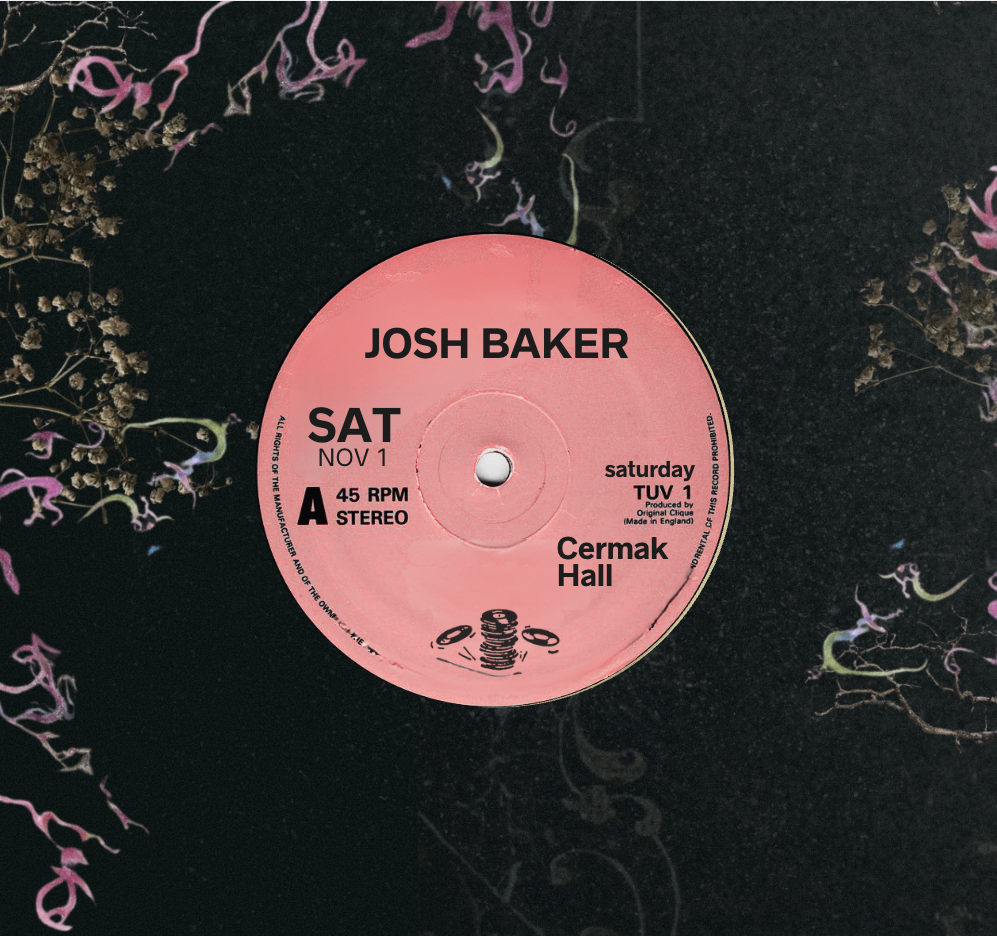 JOSH BAKER
SAT
NOV 1
A
45 RPM
STEREO
saturday
TUV 1
Produced by
Original Clique
(Made in England)
Cermak
Hall
ALL RIGHTS OF THE MANUFACTURER AND OF THE
RENTAL OF THIS RECORD PROHIBITED.